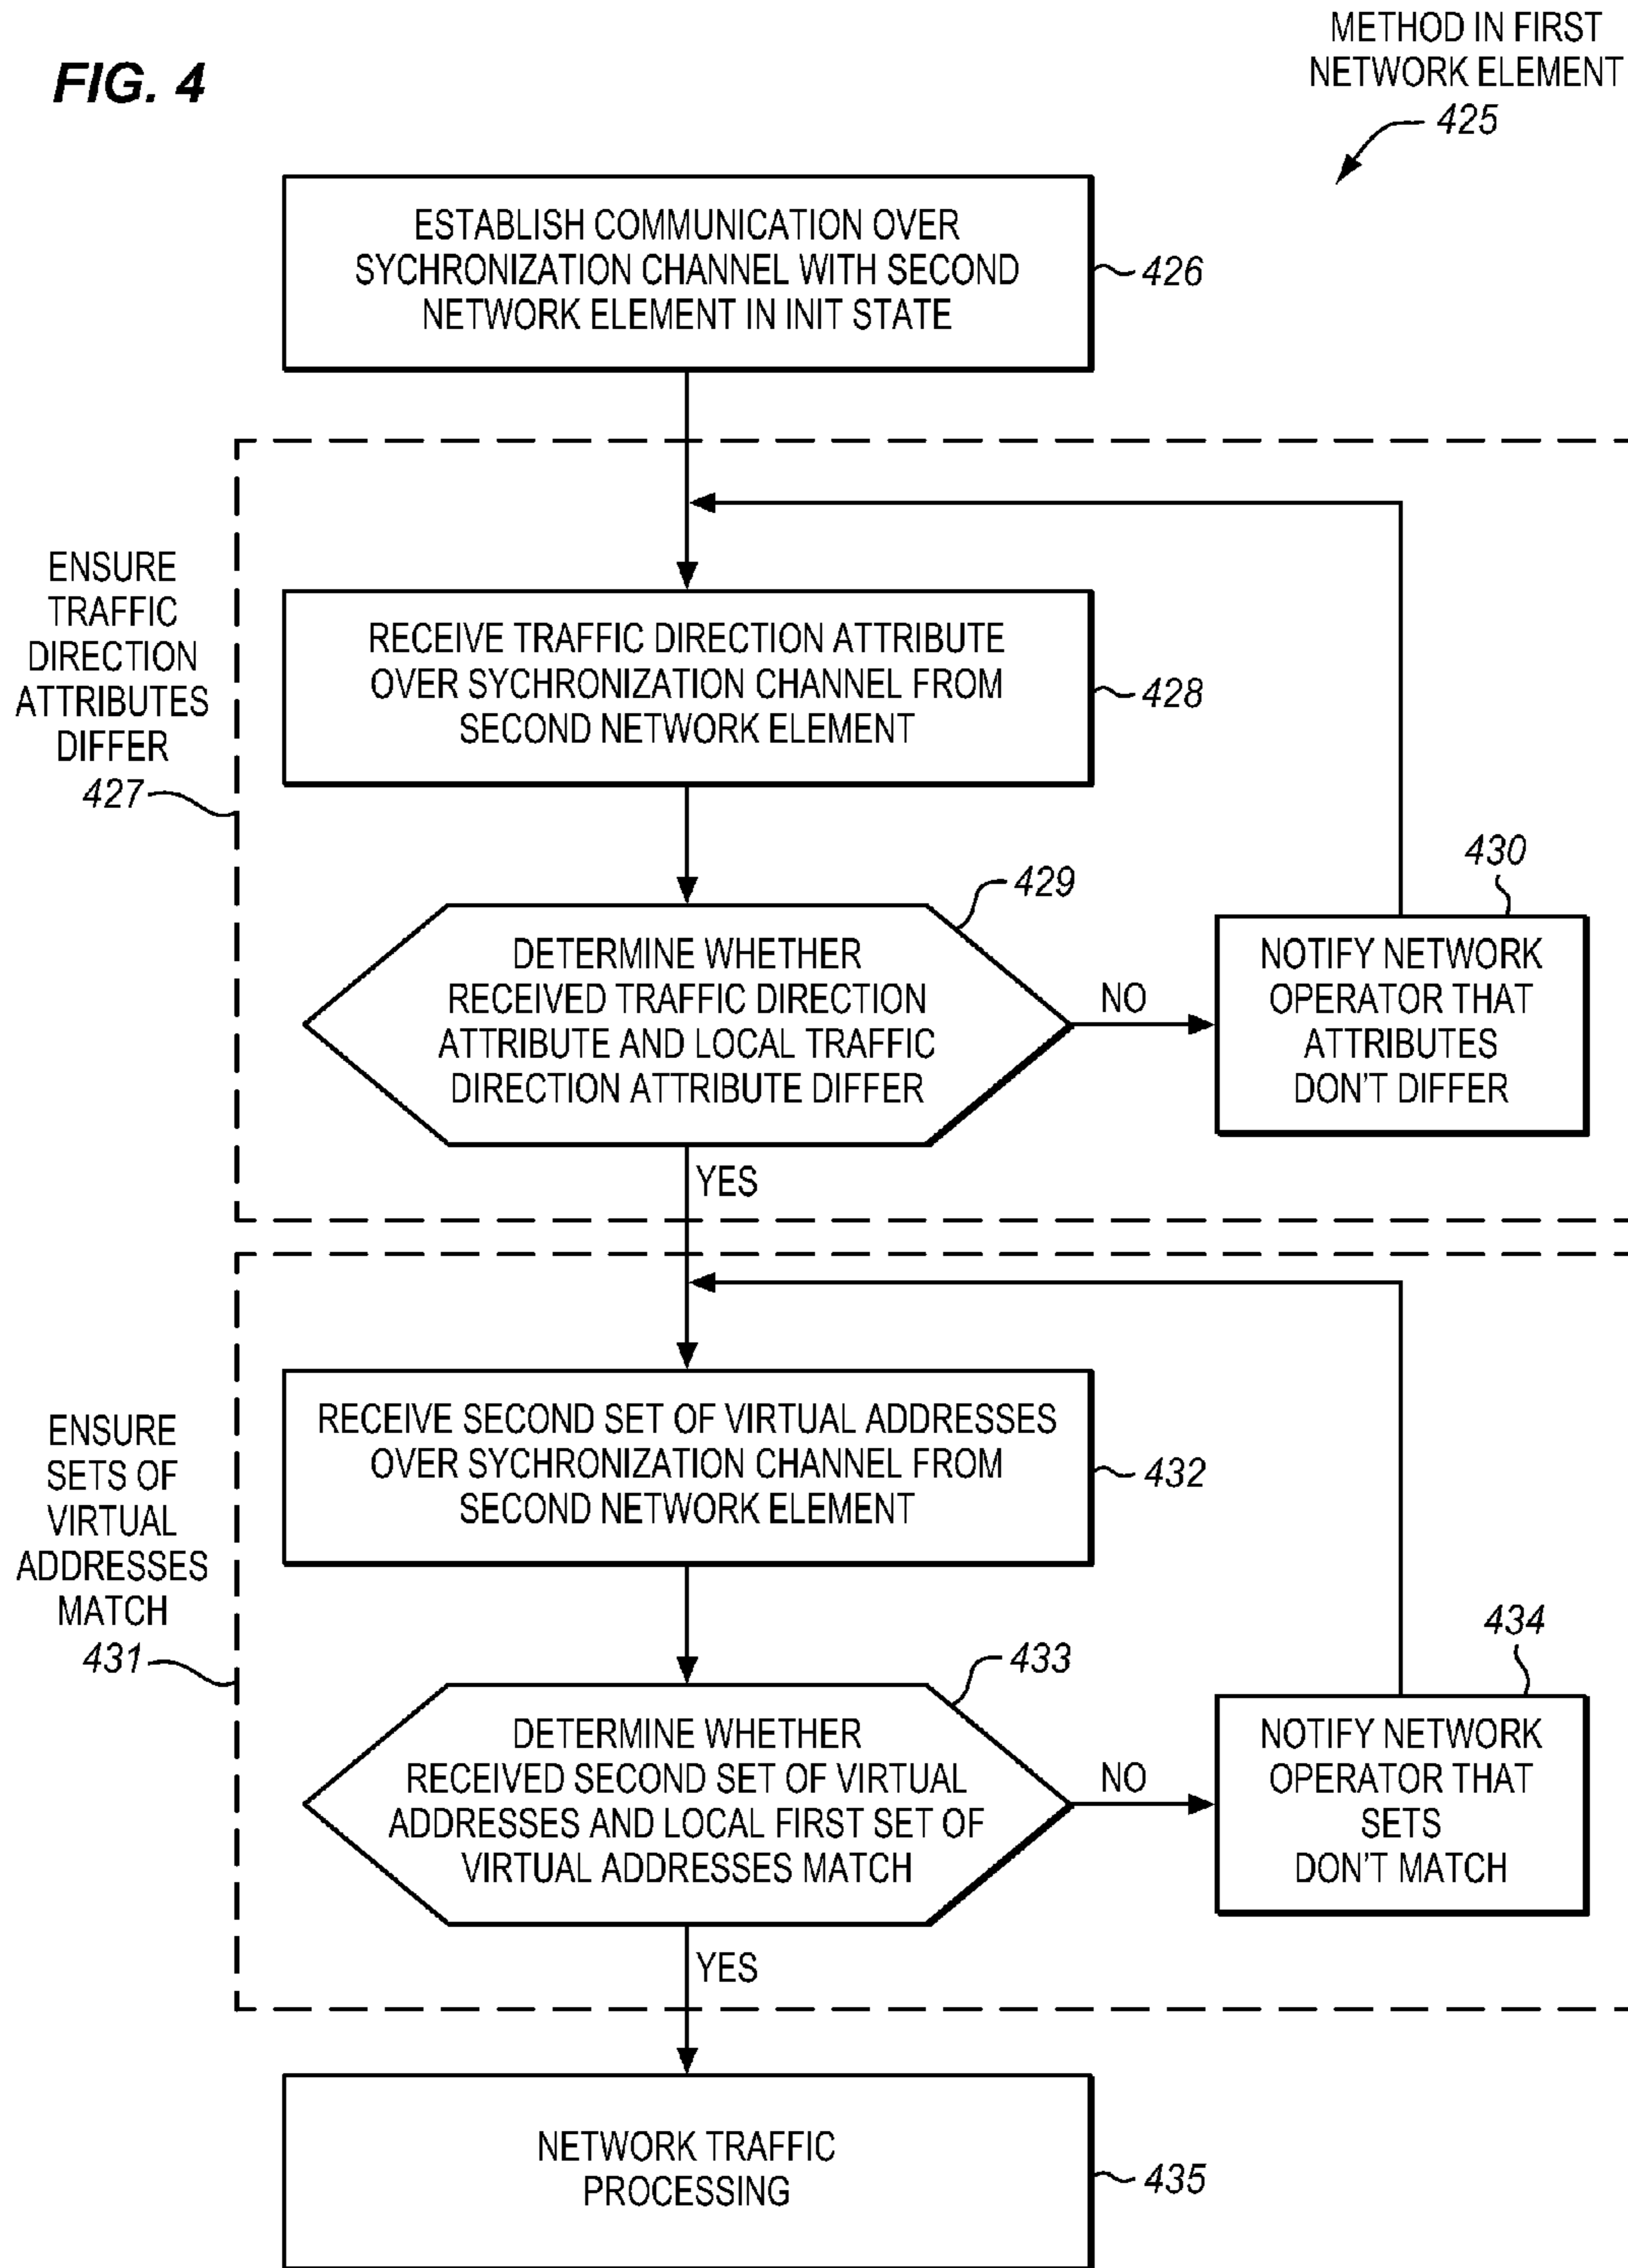 FIG. 4
METHOD IN FIRST
NETWORK ELEMENT
425
ESTABLISH COMMUNICATION OVER
SYCHRONIZATION CHANNEL WITH SECOND
NETWORK ELEMENT IN INIT STATE
426
ENSURE
TRAFFIC
DIRECTION
ATTRIBUTES
DIFFER
427
RECEIVE TRAFFIC DIRECTION ATTRIBUTE
OVER SYCHRONIZATION CHANNEL FROM
SECOND NETWORK ELEMENT
428
DETERMINE WHETHER
RECEIVED TRAFFIC DIRECTION
ATTRIBUTE AND LOCAL TRAFFIC
DIRECTION ATTRIBUTE DIFFER
429
NO
430
NOTIFY NETWORK
OPERATOR THAT
ATTRIBUTES
DON'T DIFFER
YES
ENSURE
SETS OF
VIRTUAL
ADDRESSES
MATCH
431
RECEIVE SECOND SET OF VIRTUAL ADDRESSES
OVER SYCHRONIZATION CHANNEL FROM
SECOND NETWORK ELEMENT
432
DETERMINE WHETHER
RECEIVED SECOND SET OF VIRTUAL
ADDRESSES AND LOCAL FIRST SET OF
VIRTUAL ADDRESSES MATCH
433
NO
434
NOTIFY NETWORK
OPERATOR THAT
SETS
DON'T MATCH
YES
NETWORK TRAFFIC
PROCESSING
435